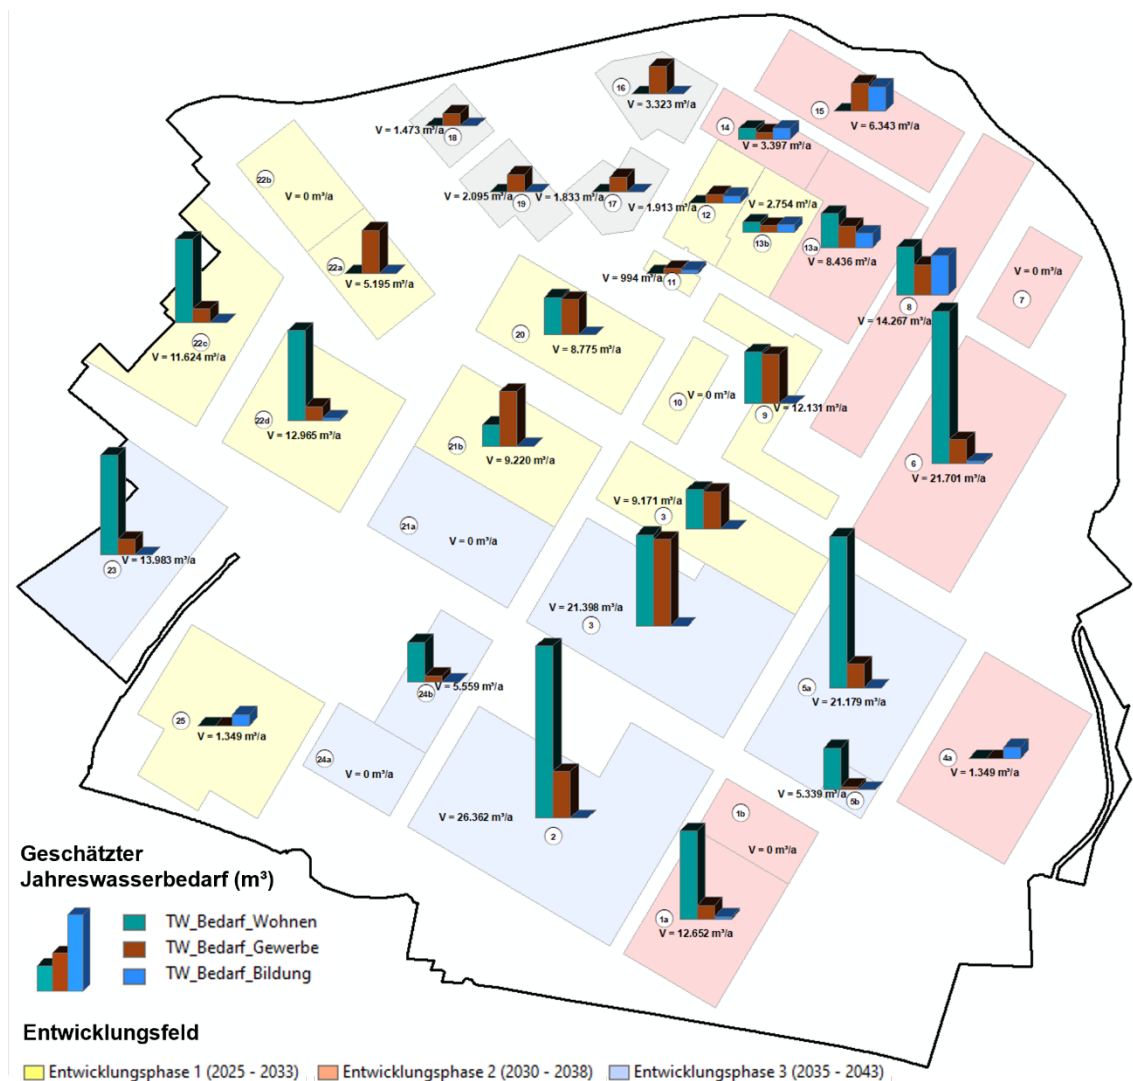 16
V = 3.323 m³/a
15
V = 6.343 m³/a
V = 1.473 m³/a
18
14
V = 3.397 m³/a
22b
V = 0 m³/a
V = 2.095 m³/a
19
V = 1.833 m³/a
17
V = 1.913 m³/a
12
V = 2.754 m³/a
13b
13a
V = 8.436 m³/a
22a
V = 5.195 m³/a
994 m³/a
11
V = 0 m³/a
7
8
V = 14.267 m³/a
22c
V = 11.624 m³/a
20
V = 8.775 m³/a
10
V = 0 m³/a
9
V = 12.131 m³/a
22d
V = 12.965 m³/a
21b
V = 9.220 m³/a
6
V = 21.701 m³/a
V = 9.171 m³/a
3
21a
V = 0 m³/a
V = 13.983 m³/a
23
V = 21.398 m³/a
3
24b
V = 5.559 m³/a
5a
V = 21.179 m³/a
25
V = 1.349 m³/a
24a
V = 0 m³/a
4a
V = 1.349 m³/a
V = 5.339 m³/a
5b
V = 26.362 m³/a
2
1b
V = 0 m³/a
1a
V = 12.652 m³/a
Geschätzter
Jahreswasserbedarf (m³)
TW_Bedarf_Wohnen
TW_Bedarf_Gewerbe
TW_Bedarf_Bildung
Entwicklungsfeld
Entwicklungsphase 1 (2025 - 2033) Entwicklungsphase 2 (2030 - 2038) Entwicklungsphase 3 (2035 - 2043)